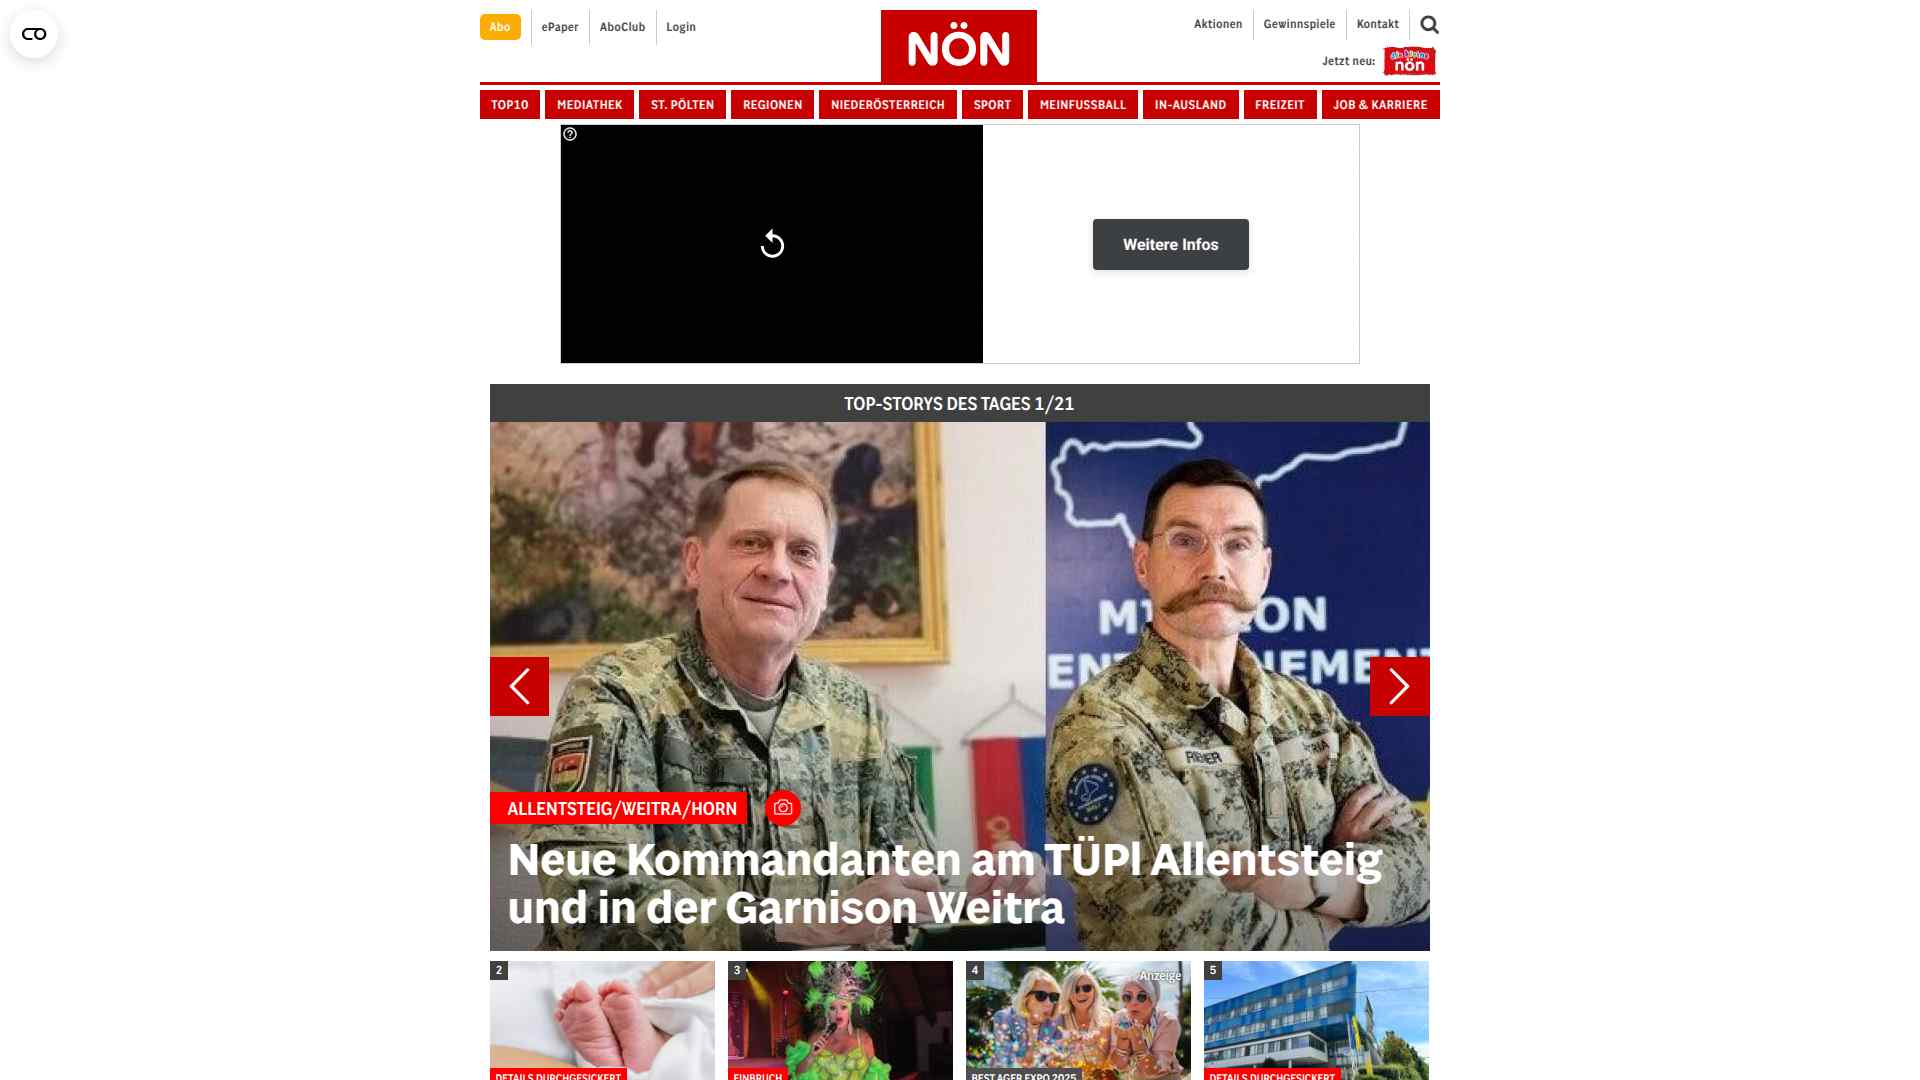 Abo
ePaper
AboClub
Login
NÖN
Aktionen
Gewinnspiele
Kontakt
Jetzt neu:
nön
TOP10
MEDIATHEK
ST. PÖLTEN
REGIONEN
NIEDERÖSTERREICH
SPORT
MEINFUSSBALL
IN-AUSLAND
FREIZEIT
JOB & KARRIERE
Weitere Infos
TOP-STORYS DES TAGES 1/21
ALLENTSTEIG/WEITRA/HORN
Neue Kommandanten am TÜPl Allentsteig
und in der Garnison Weitra
2
3
4
Anzeige
5
DETAILS DURCHGESICKERT
EINBRUCH
BEST AGER EXPO 2025
DETAILS DURCHGESICKERT